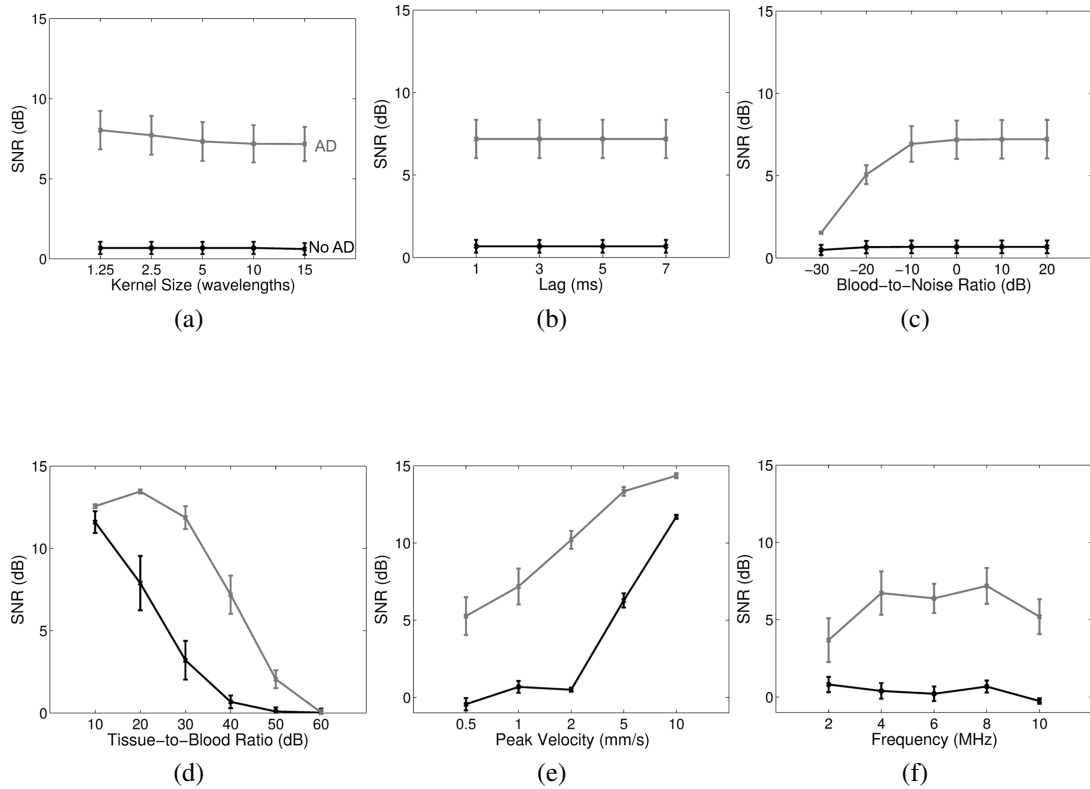 15
10
5
0
SNR (dB)
AD
No AD
1.25 2.5 5 10 15
Kernel Size (wavelengths)
(a)
15
10
5
0
SNR (dB)
1 3 5 7
Lag (ms)
(b)
15
10
5
0
SNR (dB)
−30 −20 −10 0 10 20
Blood−to−Noise Ratio (dB)
(c)
15
10
5
0
SNR (dB)
10 20 30 40 50 60
Tissue−to−Blood Ratio (dB)
(d)
15
10
5
0
SNR (dB)
0.5 1 2 5 10
Peak Velocity (mm/s)
(e)
15
10
5
0
SNR (dB)
2 4 6 8 10
Frequency (MHz)
(f)